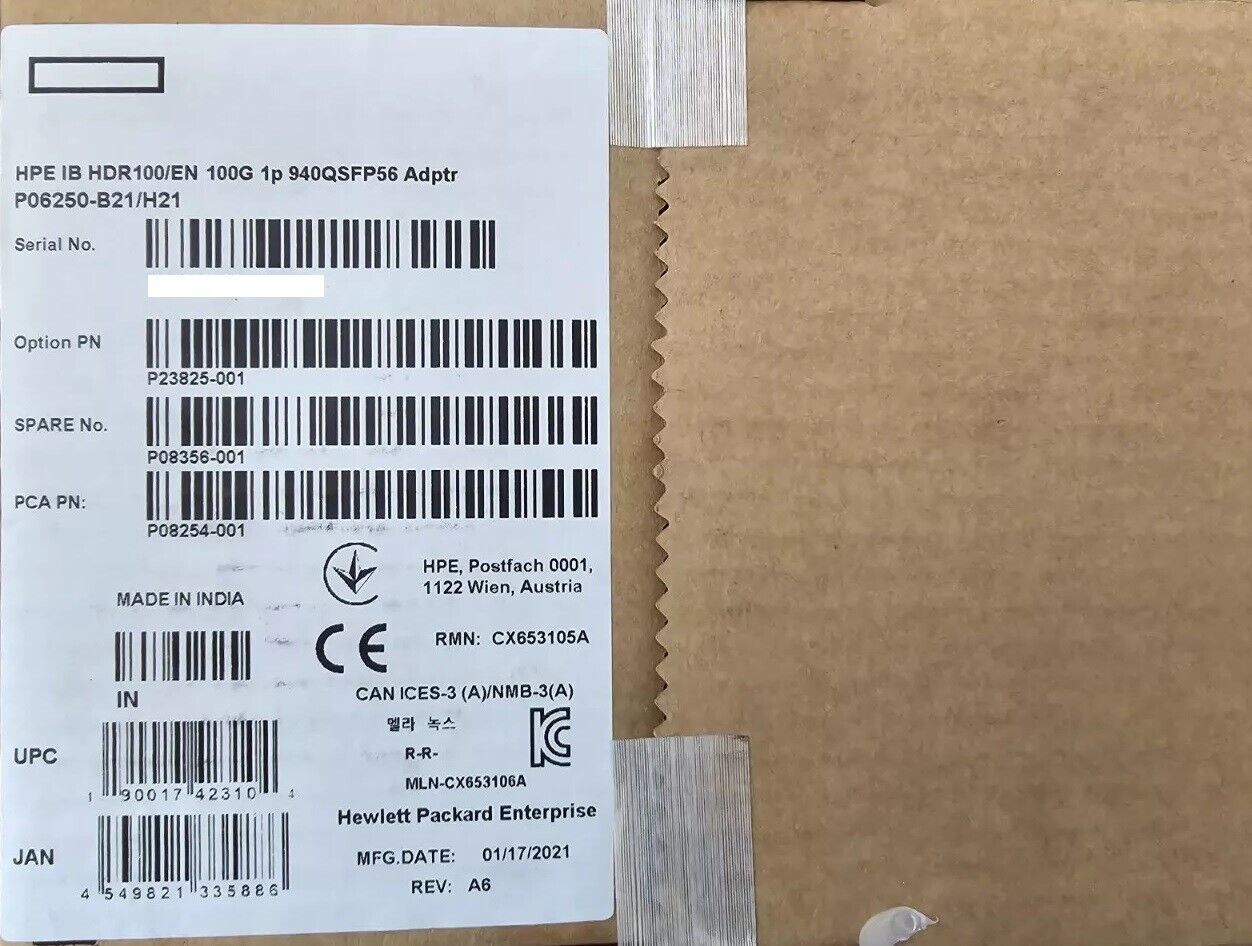 HPE IB HDR100/EN 100G 1p 940QSFP56 Adptr
P06250-B21/H21
Serial No.
Option PN
P23825-001
SPARE No.
P08356-001
PCA PN:
P08254-001
HPE, Postfach 0001,
1122 Wien, Austria
MADE IN INDIA
CE
RMN: CX653105A
IN
CAN ICES-3 (A)/NMB-3(A)
멜라 녹스
R-R-
MLN-CX653106A
UPC
1 90017 42310 4
Hewlett Packard Enterprise
JAN
4 549821 335886
MFG.DATE: 01/17/2021
REV: A6